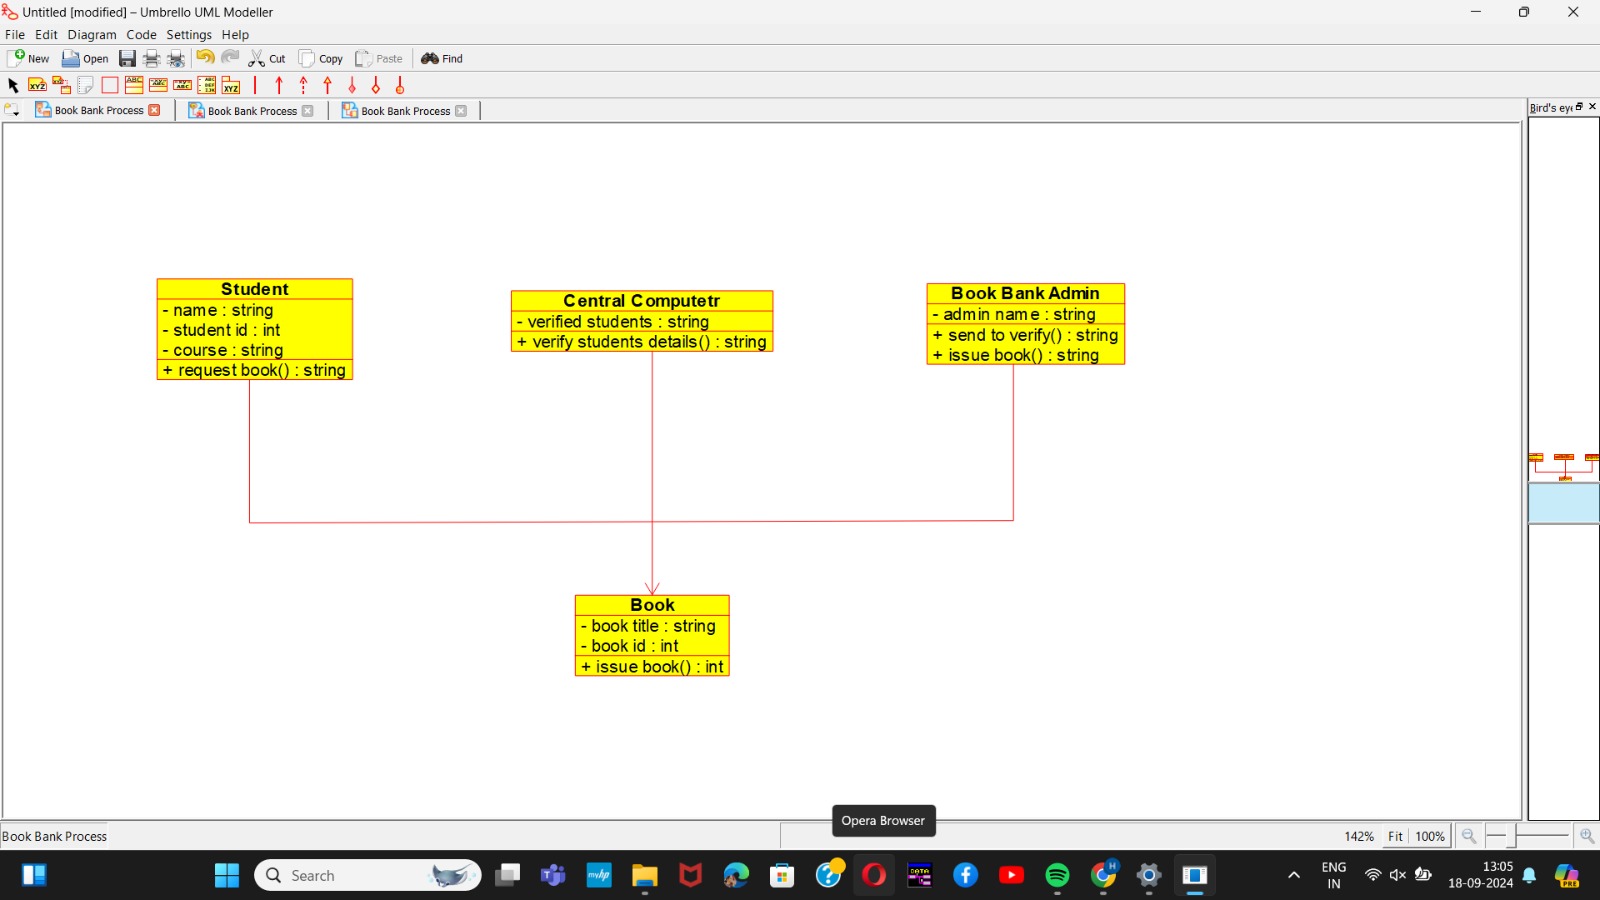 Untitled [modified] – Umbrello UML Modeller
File Edit Diagram Code Settings Help
New Open Cut Copy Paste Find
Book Bank Process Book Bank Process Book Bank Process
Bird's eye
Student
- name : string
- student id : int
- course : string
+ request book() : string
Central Computetr
- verified students : string
+ verify students details() : string
Book Bank Admin
- admin name : string
+ send to verify() : string
+ issue book() : string
Book
- book title : string
- book id : int
+ issue book() : int
Opera Browser
Book Bank Process 142% Fit 100%
Search
ENG
IN
13:05
18-09-2024